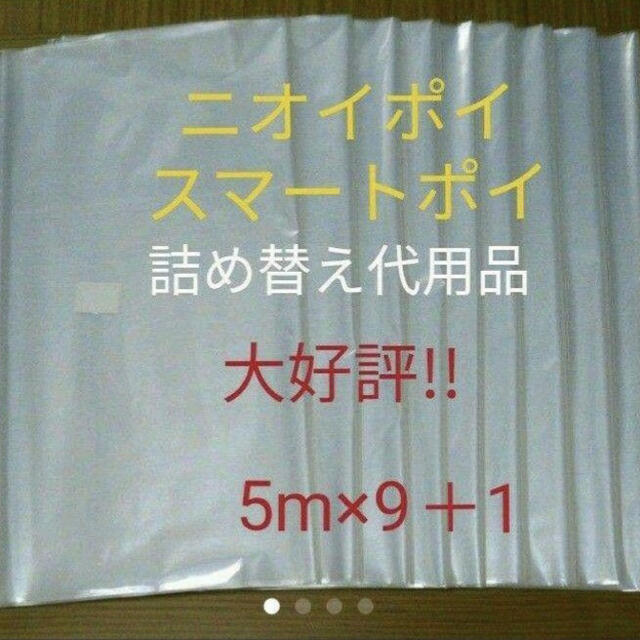 ニオイポイ
スマートポイ
詰め替え代用品
大好評!!
5m×9+1